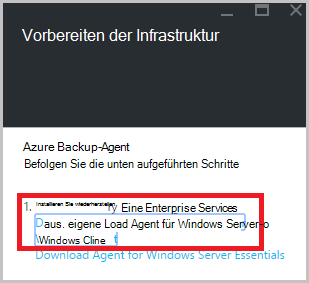 Vorbereiten der Infrastruktur
Azure Backup-Agent
Befolgen Sie die unten aufgeführten Schritte
1. Installieren Sie wiederherstellen ry Eine Enterprise Services
Daus. eigene Load Agent für Windows Server-o
Windows Cline t
Download Agent for Windows Server Essentials